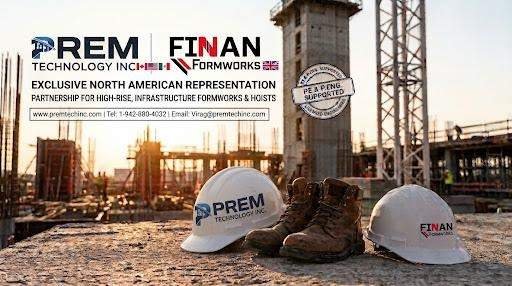 PREM
TECHNOLOGY INC.
FINAN
FORMWORKS
EXCLUSIVE NORTH AMERICAN REPRESENTATION
PARTNERSHIP FOR HIGH-RISE, INFRASTRUCTURE FORMWORKS & HOISTS
www.premtechinc.com | Tel: 1-942-880-4032 | Email: Virag@premtechinc.com
PE & P.ENG.
SUPPORTED
PREM
TECHNOLOGY INC.
FINAN
FORMWORKS